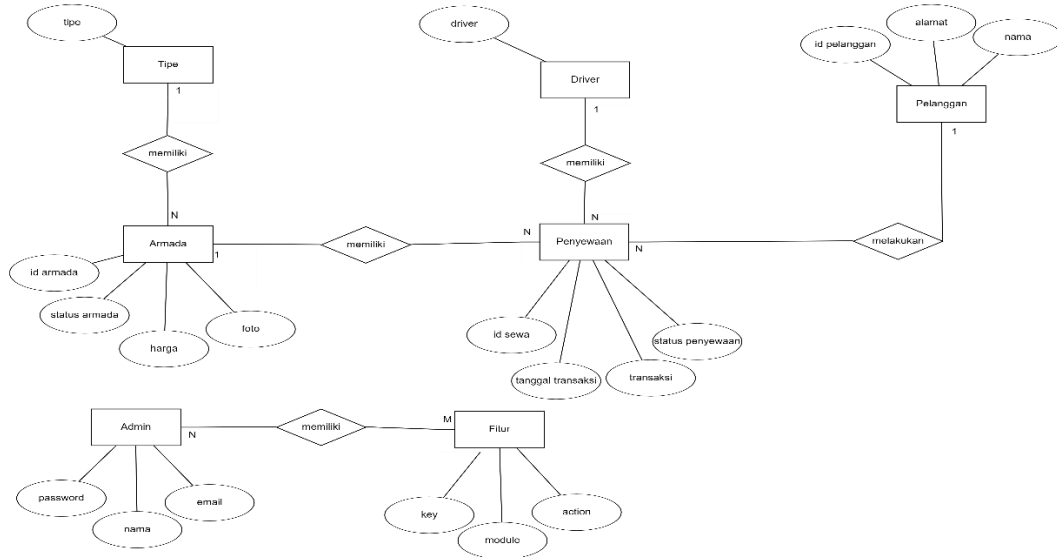 tipe
driver
alamat
id pelanggan
nama
Tipe
Driver
Pelanggan
1
1
1
memiliki
memiliki
N
N
Armada
1
memiliki
N
Penyewaan
N
melakukan
id armada
status armada
harga
foto
id sewa
tanggal transaksi
transaksi
status penyewaan
Admin
N
memiliki
M
Fitur
password
nama
email
key
module
action